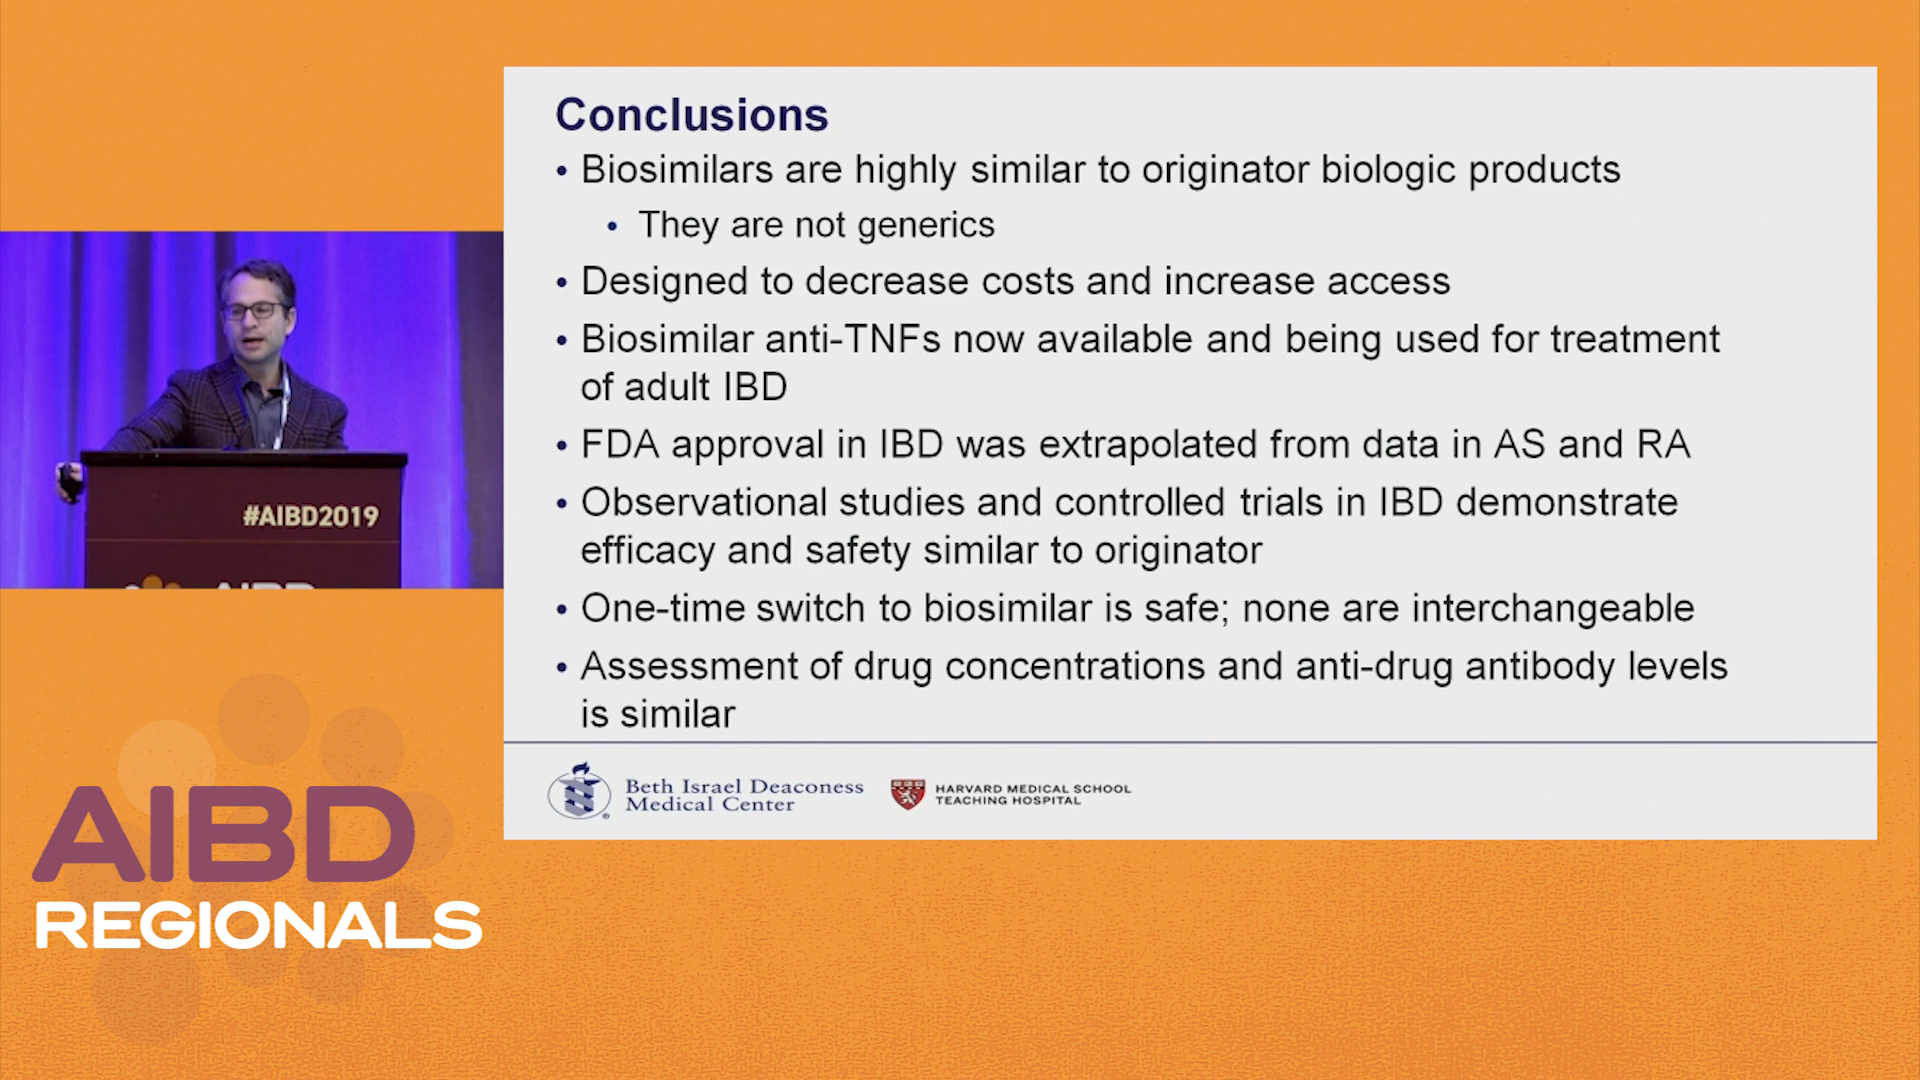 Conclusions
• Biosimilars are highly similar to originator biologic products
• They are not generics
• Designed to decrease costs and increase access
• Biosimilar anti-TNFs now available and being used for treatment
of adult IBD
• FDA approval in IBD was extrapolated from data in AS and RA
• Observational studies and controlled trials in IBD demonstrate
efficacy and safety similar to originator
• One-time switch to biosimilar is safe; none are interchangeable
• Assessment of drug concentrations and anti-drug antibody levels
is similar
Beth Israel Deaconess
Medical Center
HARVARD MEDICAL SCHOOL
TEACHING HOSPITAL
#AIBD2019
AIBD
AIBD
REGIONALS